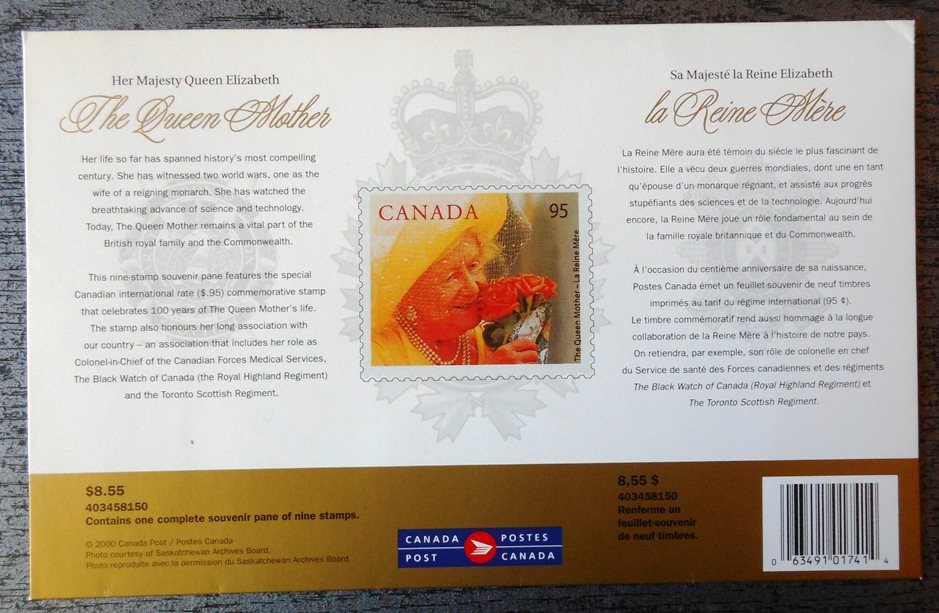 Her Majesty Queen Elizabeth
The Queen Mother
Her life so far has spanned history's most compelling
century. She has witnessed two world wars, one as the
wife of a reigning monarch. She has watched the
breathtaking advance of science and technology.
Today, The Queen Mother remains a vital part of the
British royal family and the Commonwealth.
This nine-stamp souvenir pane features the special
Canadian international rate ($.95) commemorative stamp
that celebrates 100 years of The Queen Mother's life.
The stamp also honours her long association with
our country – an association that includes her role as
Colonel-in-Chief of the Canadian Forces Medical Services,
The Black Watch of Canada (the Royal Highland Regiment)
and the Toronto Scottish Regiment.
CANADA 95
The Queen Mother – La Reine Mère
Sa Majesté la Reine Elizabeth
la Reine Mère
La Reine Mère aura été témoin du siècle le plus fascinant de
l'histoire. Elle a vécu deux guerres mondiales, dont une en tant
qu'épouse d'un monarque régnant, et assisté aux progrès
stupéfiants des sciences et de la technologie. Aujourd'hui
encore, la Reine Mère joue un rôle fondamental au sein de
la famille royale britannique et du Commonwealth.
À l'occasion du centième anniversaire de sa naissance,
Postes Canada émet un feuillet-souvenir de neuf timbres
imprimés au tarif du régime international (95 ¢).
Le timbre commémoratif rend aussi hommage à la longue
collaboration de la Reine Mère à l'histoire de notre pays.
On retiendra, par exemple, son rôle de colonelle en chef
du Service de santé des Forces canadiennes et des régiments
The Black Watch of Canada (Royal Highland Regiment) et
The Toronto Scottish Regiment.
$8.55
403458150
Contains one complete souvenir pane of nine stamps.
© 2000 Canada Post / Postes Canada
Photo courtesy of Saskatchewan Archives Board.
Photo reproduite avec la permission du Saskatchewan Archives Board.
CANADA POSTES
POST CANADA
8,55 $
403458150
Renferme un
feuillet-souvenir
de neuf timbres.
0 63491 01741 4